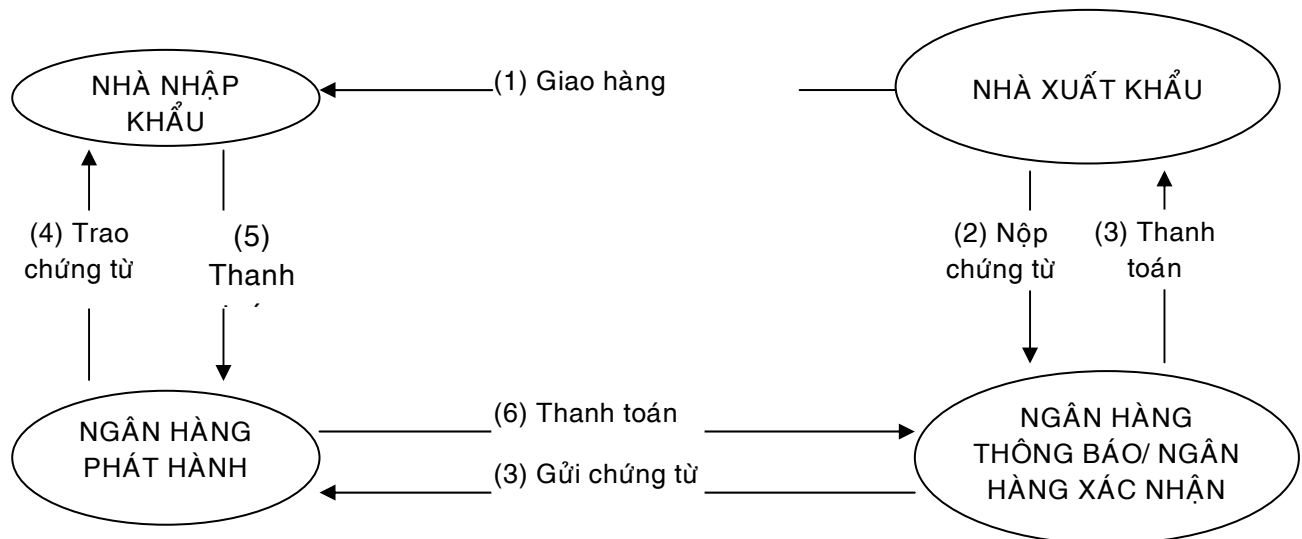 NHÀ NHẬP
KHẨU
(1) Giao hàng
NHÀ XUẤT KHẨU
(4) Trao
chứng từ
(5)
Thanh
(2) Nộp
chứng từ
(3) Thanh
toán
NGÂN HÀNG
PHÁT HÀNH
(6) Thanh toán
(3) Gửi chứng từ
NGÂN HÀNG
THÔNG BÁO/ NGÂN
HÀNG XÁC NHẬN